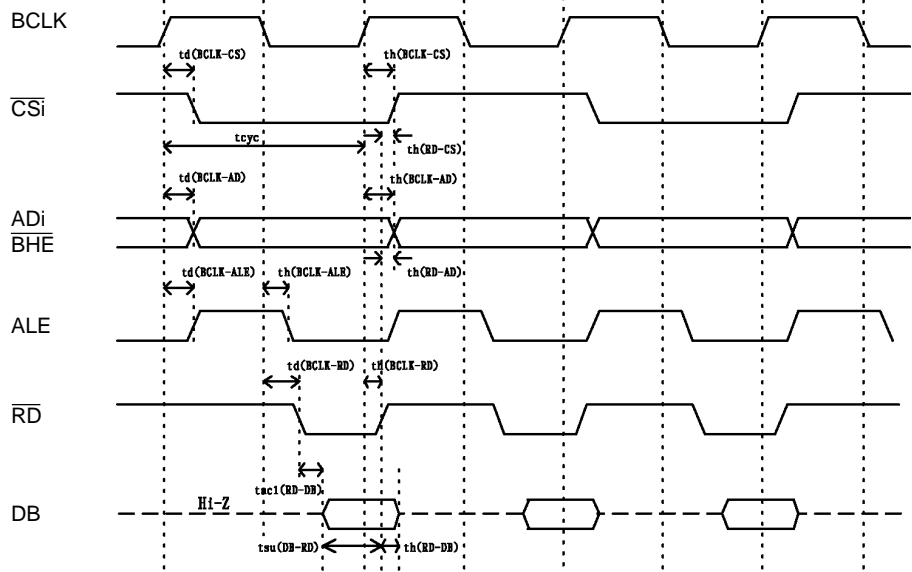 BCLK
td(BCLK-CS) th(BCLK-CS)
CSi
tcyc
th(RD-CS)
td(BCLK-AD) th(BCLK-AD)
ADi
BHE
td(BCLK-ALE) th(BCLK-ALE) th(RD-AD)
ALE
td(BCLK-RD) th(BCLK-RD)
RD
tac1(RD-DB)
Hi-Z
DB
tsu(DB-RD) th(RD-DB)